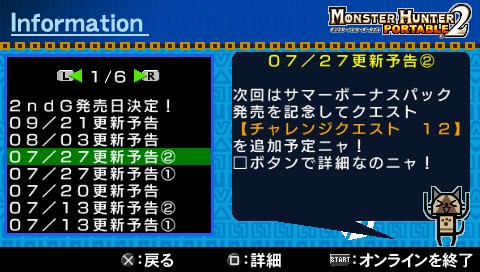 Information
MONSTER HUNTER
PORTABLE 2
L 1/6 R
2ndG発売日決定！
09/21更新予告
08/03更新予告
07/27更新予告②
07/27更新予告①
07/20更新予告
07/13更新予告②
07/13更新予告①
07/27更新予告②
次回はサマーボーナスパック
発売を記念してクエスト
【チャレンジクエスト 12】
を追加予定ニャ！
□ボタンで詳細なのニャ！
×:戻る □:詳細 START:オンラインを終了